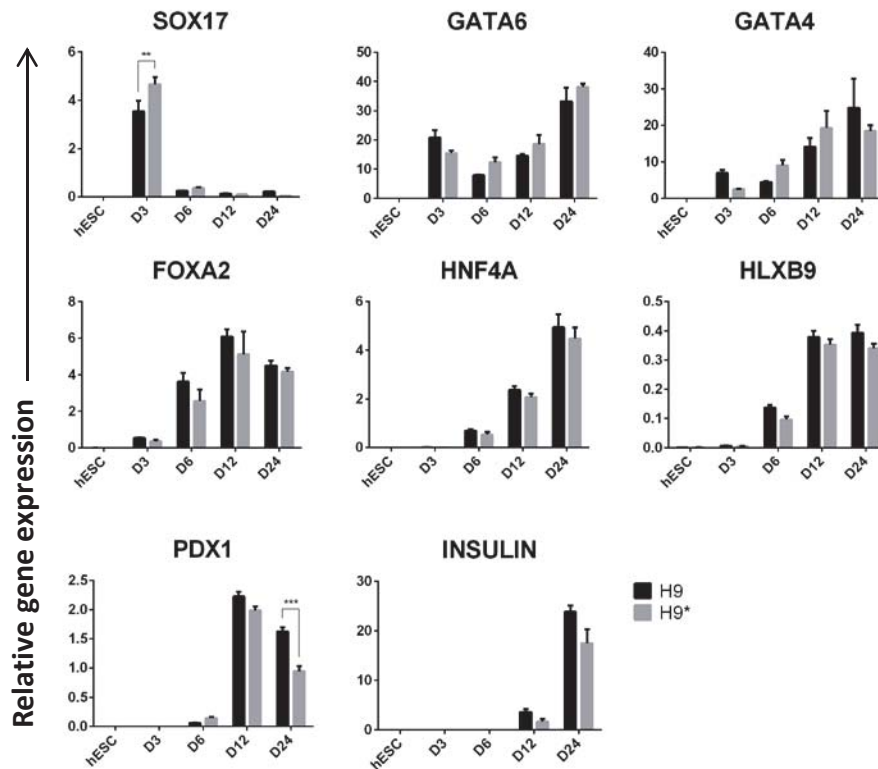 Relative gene expression
SOX17
6
4
2
0
**
hESC
D3
D6
D12
D24
GATA6
50
40
30
20
10
0
hESC
D3
D6
D12
D24
GATA4
40
30
20
10
0
hESC
D3
D6
D12
D24
FOXA2
8
6
4
2
0
hESC
D3
D6
D12
D24
HNF4A
6
4
2
0
hESC
D3
D6
D12
D24
HLXB9
0.5
0.4
0.3
0.2
0.1
0.0
hESC
D3
D6
D12
D24
PDX1
2.5
2.0
1.5
1.0
0.5
0.0
***
hESC
D3
D6
D12
D24
INSULIN
30
20
10
0
hESC
D3
D6
D12
D24
H9
H9*